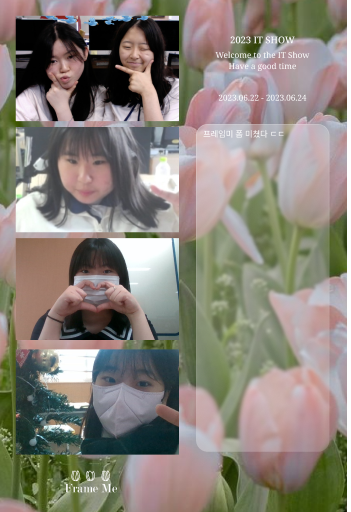 2023 IT SHOW
Welcome to the IT Show
Have a good time
2023.06.22 - 2023.06.24
프레임미 폼 미쳤다 ㄷㄷ
Frame Me